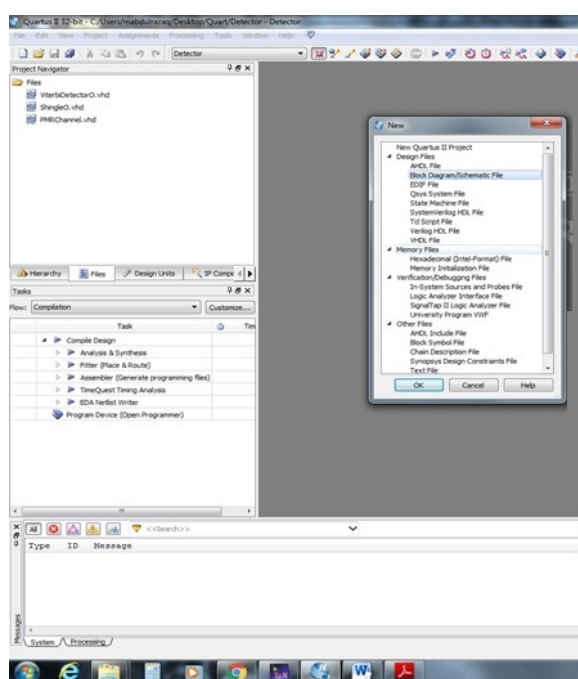 Quartus II 32-bit - C:/Users/mabdulrazaq/Desktop/Quart/Detector - Detector
File Edit View Project Assignments Processing Tools Window Help
Detector
Project Navigator
Files
ViterbiDetectorO.vhd
ShingleO.vhd
PMRChannel.vhd
Hierarchy Files Design Units IP Compo
Tasks
Flow: Compilation Customize...
Task Tim
Compile Design
Analysis & Synthesis
Fitter (Place & Route)
Assembler (Generate programming files)
TimeQuest Timing Analysis
EDA Netlist Writer
Program Device (Open Programmer)
New
New Quartus II Project
Design Files
AHDL File
Block Diagram/Schematic File
EDIF File
Qsys System File
State Machine File
SystemVerilog HDL File
Tcl Script File
Verilog HDL File
VHDL File
Memory Files
Hexadecimal (Intel-Format) File
Memory Initialization File
Verification/Debugging Files
In-System Sources and Probes File
Logic Analyzer Interface File
SignalTap II Logic Analyzer File
University Program VWF
Other Files
AHDL Include File
Block Symbol File
Chain Description File
Synopsys Design Constraints File
Text File
OK Cancel Help
All <<Search>>
Type ID Message
Messages
System Processing